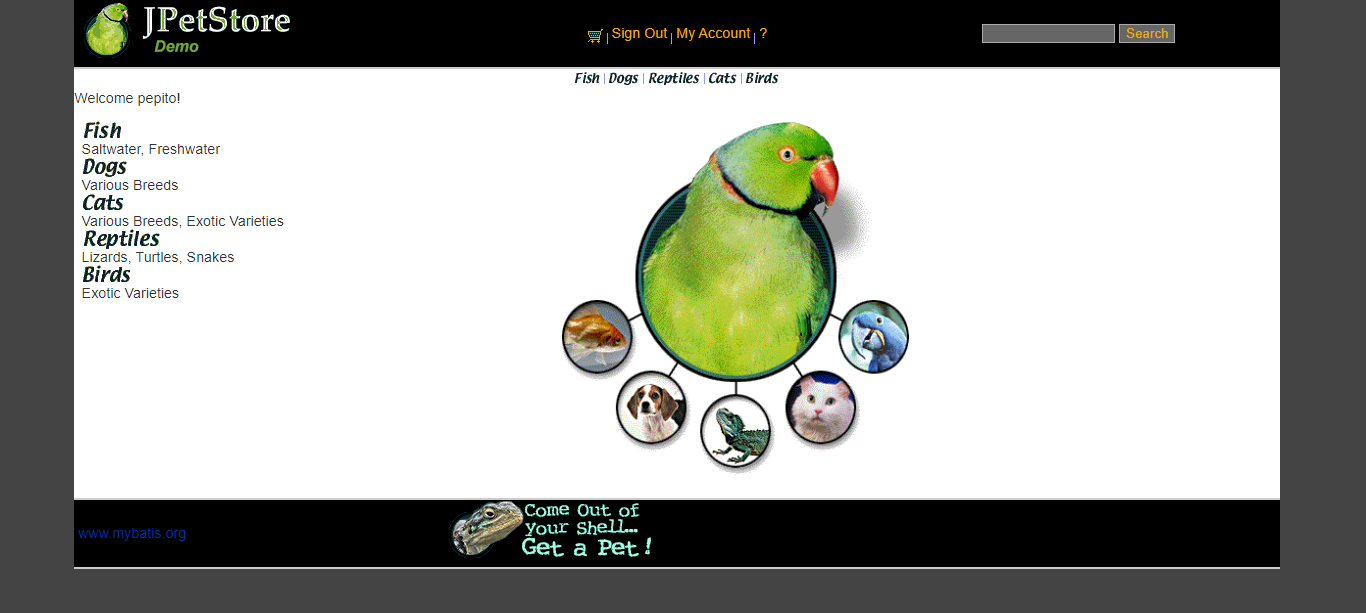 JPetStore
Demo
Sign Out | My Account | ?
Search
Fish | Dogs | Reptiles | Cats | Birds
Welcome pepito!
Fish
Saltwater, Freshwater
Dogs
Various Breeds
Cats
Various Breeds, Exotic Varieties
Reptiles
Lizards, Turtles, Snakes
Birds
Exotic Varieties
www.mybatis.org
Come Out of
your Shell...
Get a Pet!